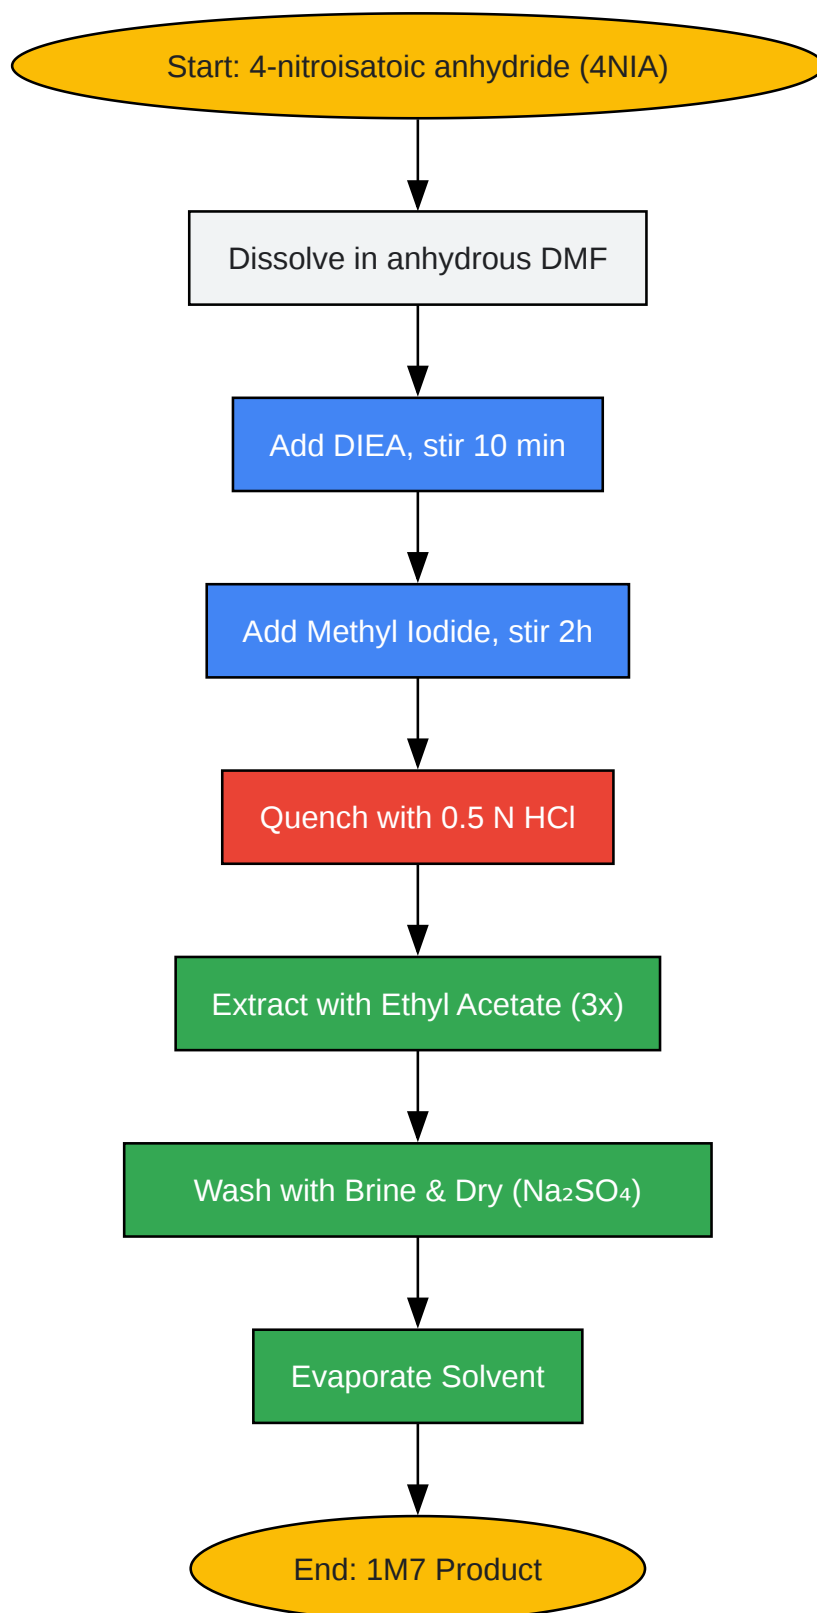 Start: 4-nitroisatoic anhydride (4NIA)
Dissolve in anhydrous DMF
Add DIEA, stir 10 min
Add Methyl Iodide, stir 2h
Quench with 0.5 N HCl
Extract with Ethyl Acetate (3x)
Wash with Brine & Dry (Na₂SO₄)
Evaporate Solvent
End: 1M7 Product